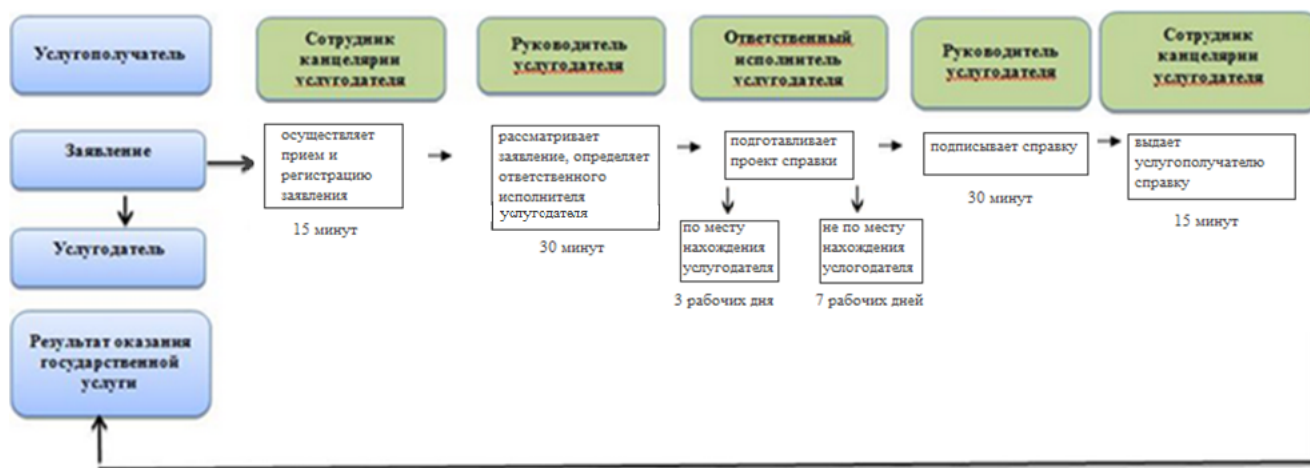 Услугополучатель
Сотрудник
канцелярии
услугодателя
Руководитель
услугодателя
Ответственный
исполнитель
услугодателя
Руководитель
услугодателя
Сотрудник
канцелярии
услугодателя
Заявление
осуществляет
прием и
регистрацию
заявления
15 минут
рассматривает
заявление, определяет
ответственного
исполнителя
услугодателя
30 минут
подготавливает
проект справки
подписывает справку
30 минут
выдает
услугополучателю
справку
15 минут
Услугодатель
по месту
нахождения
услугодателя
3 рабочих дня
не по месту
нахождения
услогодателя
7 рабочих дней
Результат оказания
государственной
услуги